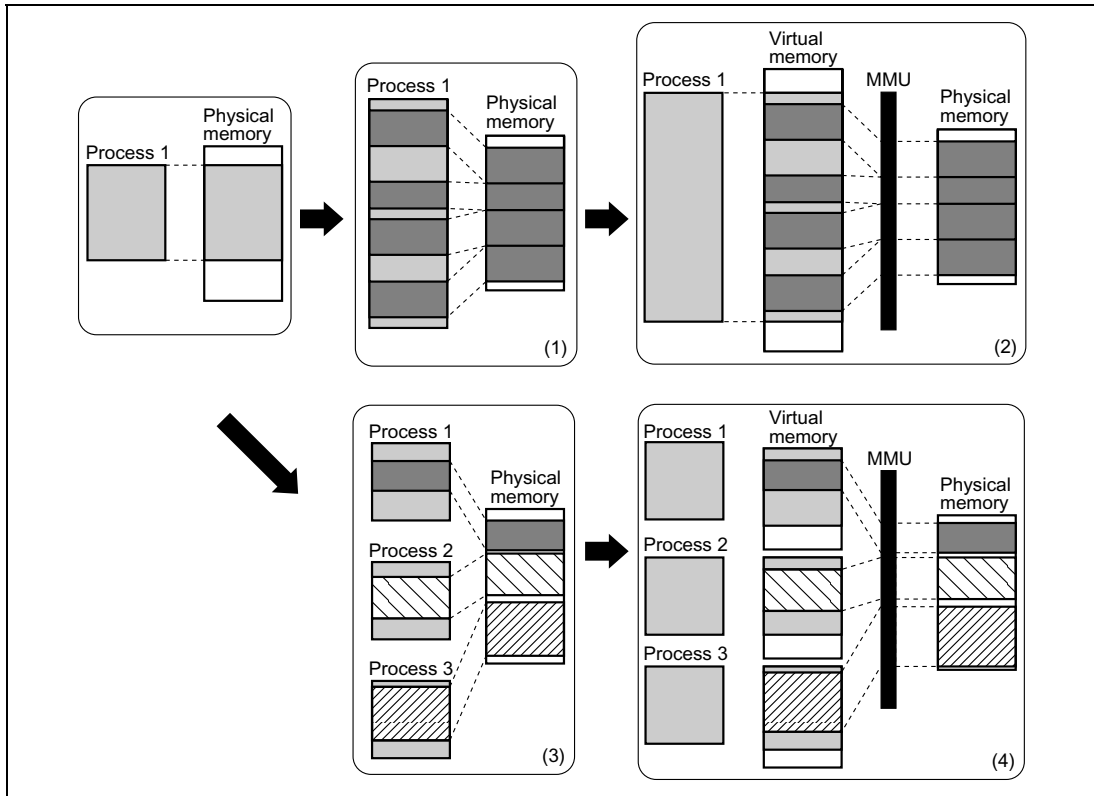 Process 1
Physical
memory
Process 1
Physical
memory
(1)
Process 1
Virtual
memory
MMU
Physical
memory
(2)
Process 1
Process 2
Process 3
Physical
memory
(3)
Process 1
Process 2
Process 3
Virtual
memory
MMU
Physical
memory
(4)